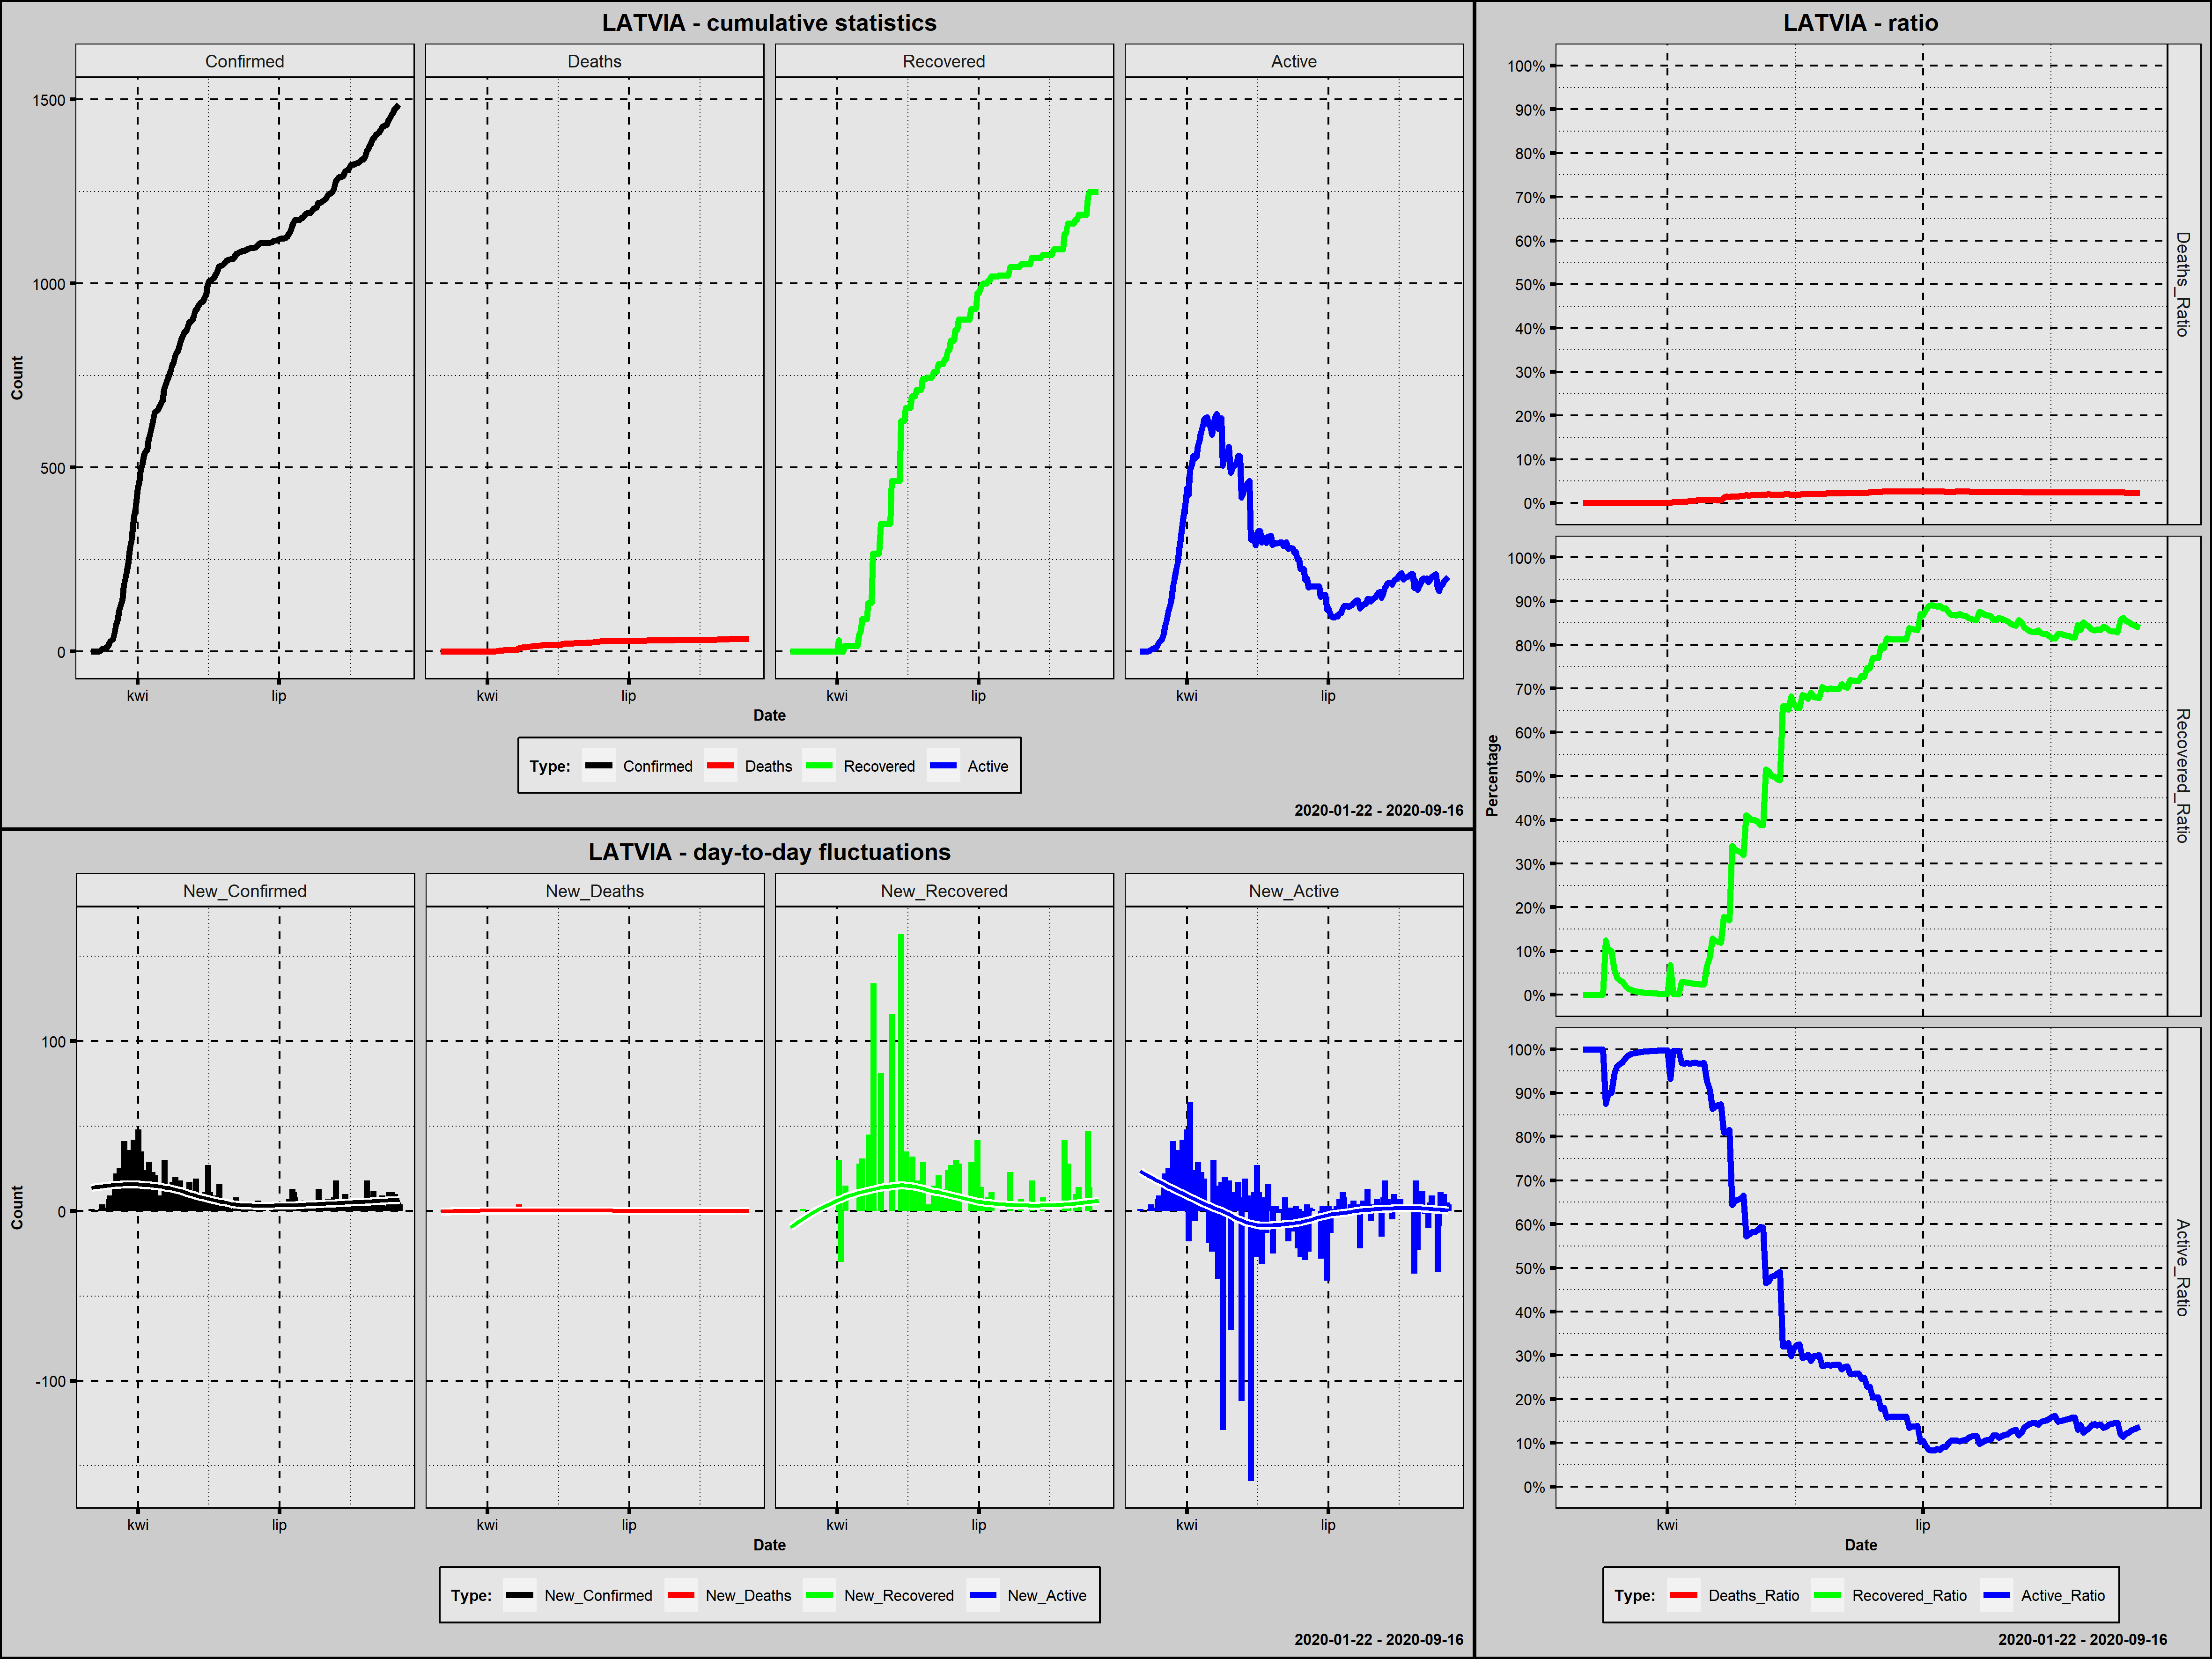 LATVIA - cumulative statistics
Confirmed Deaths Recovered Active
1500
1000
500
0
Count
kwi lip kwi lip kwi lip kwi lip
Date
Type: Confirmed Deaths Recovered Active
2020-01-22 - 2020-09-16
LATVIA - day-to-day fluctuations
New_Confirmed New_Deaths New_Recovered New_Active
100
0
-100
Count
kwi lip kwi lip kwi lip kwi lip
Date
Type: New_Confirmed New_Deaths New_Recovered New_Active
2020-01-22 - 2020-09-16
LATVIA - ratio
100%
90%
80%
70%
60%
50%
40%
30%
20%
10%
0%
Deaths_Ratio
100%
90%
80%
70%
60%
50%
40%
30%
20%
10%
0%
Recovered_Ratio
Percentage
100%
90%
80%
70%
60%
50%
40%
30%
20%
10%
0%
Active_Ratio
kwi lip
Date
Type: Deaths_Ratio Recovered_Ratio Active_Ratio
2020-01-22 - 2020-09-16